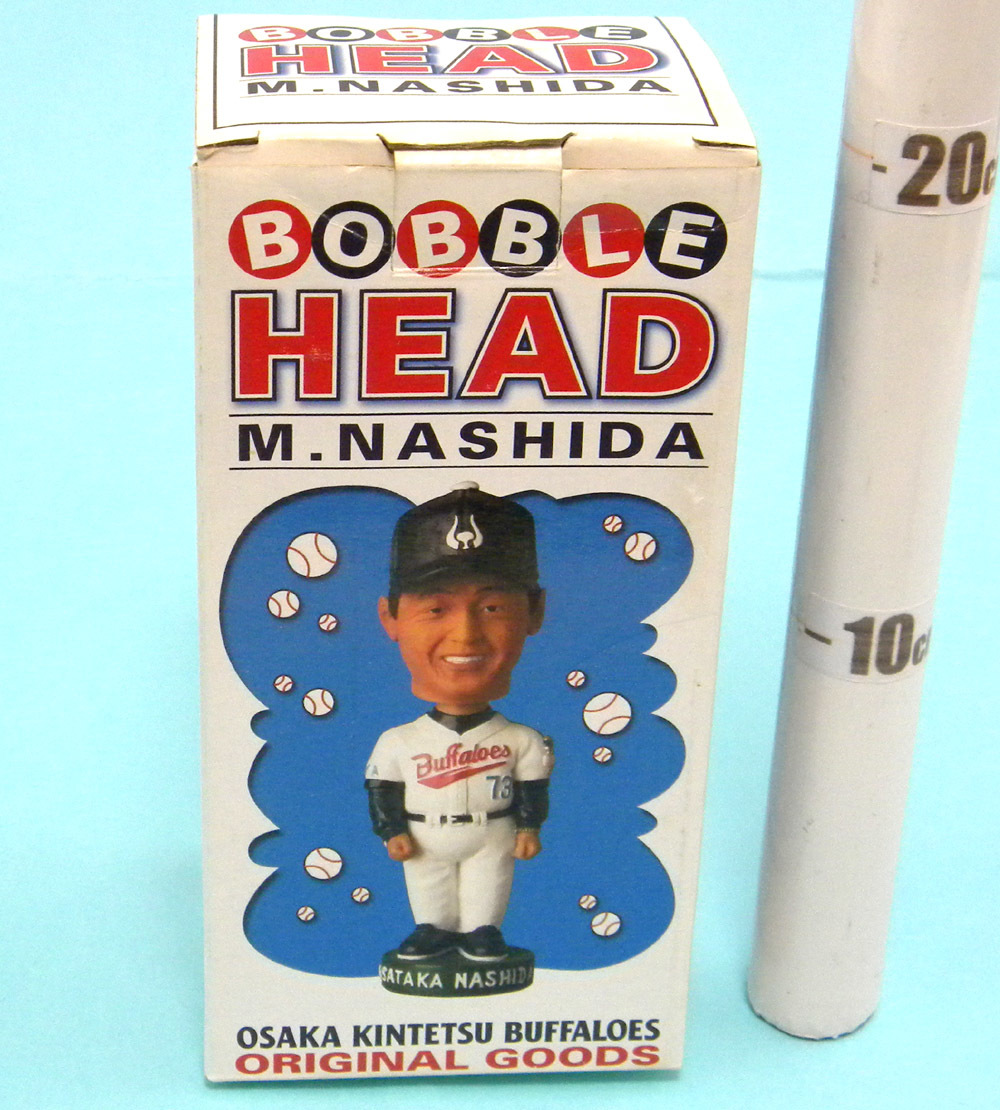 BOBBLE
HEAD
M.NASHIDA
BOBBLE
HEAD
M.NASHIDA
Buffaloes
73
SATAKA NASHIDA
OSAKA KINTETSU BUFFALOES
ORIGINAL GOODS
-20c
-10c